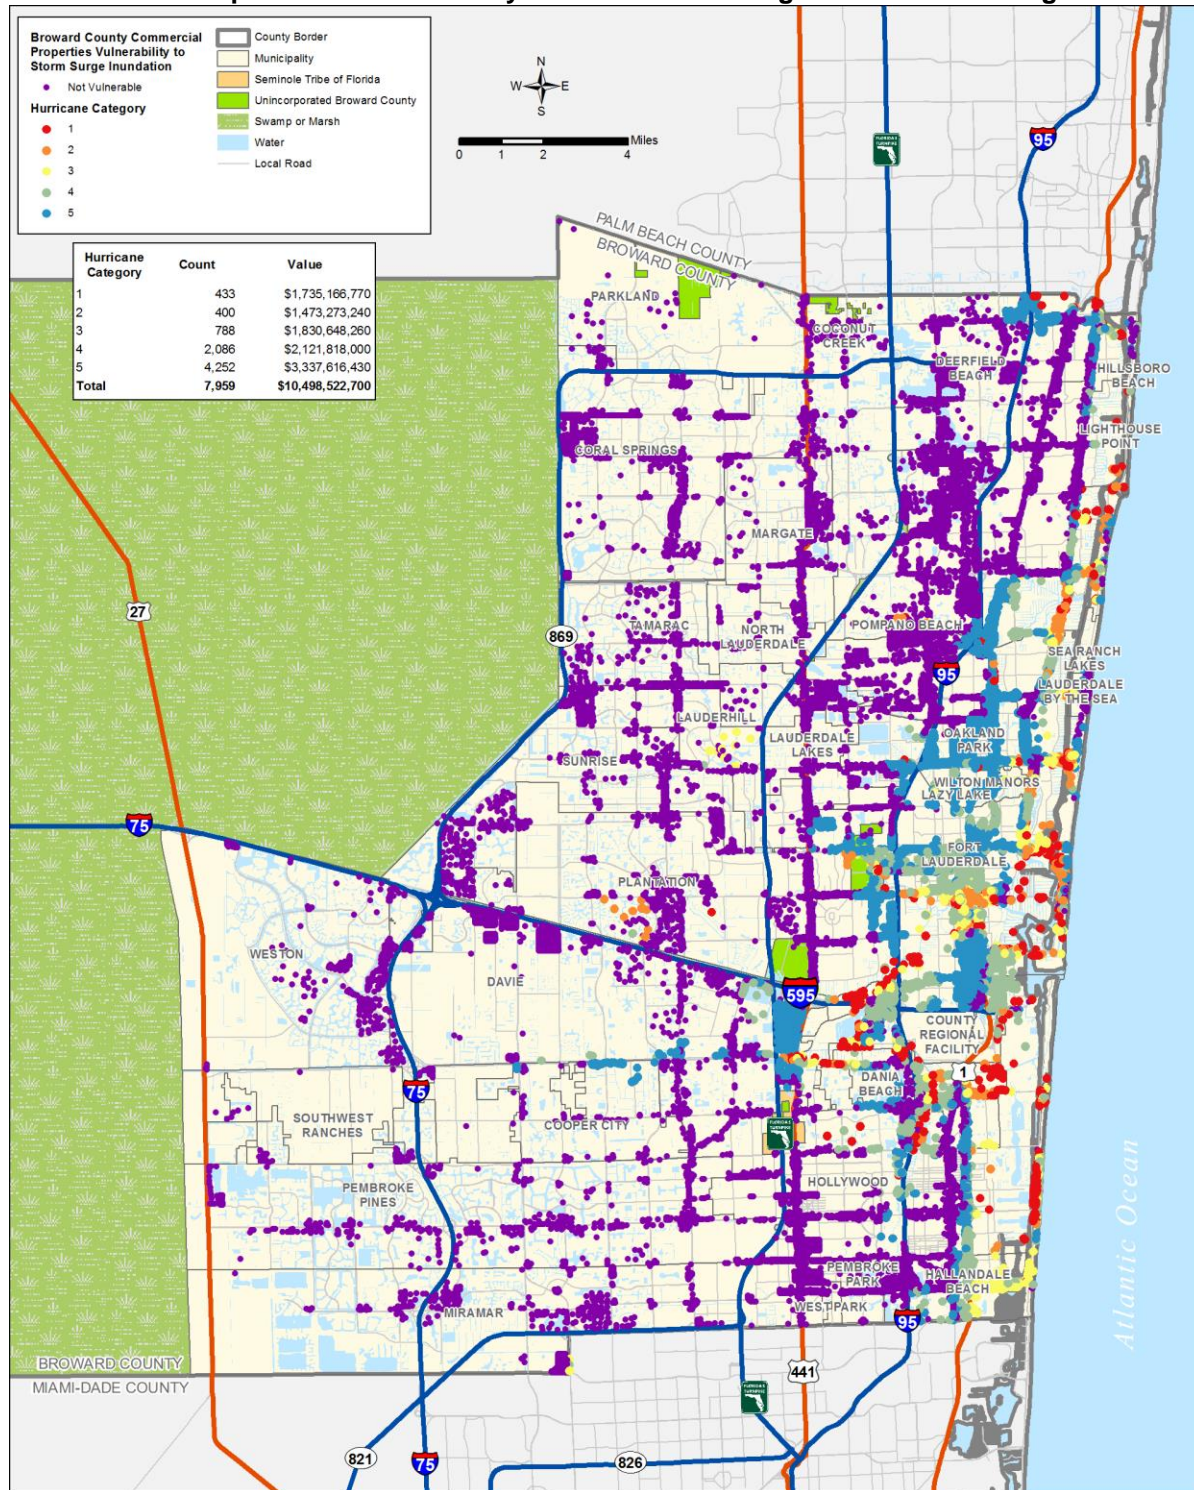 Broward County Commercial
Properties Vulnerability to
Storm Surge Inundation
Not Vulnerable
Hurricane Category
1
2
3
4
5
County Border
Municipality
Seminole Tribe of Florida
Unincorporated Broward County
Swamp or Marsh
Water
Local Road
N
W E
S
Miles
0 1 2 4
Hurricane Category Count Value
1 433 $1,735,166,770
2 400 $1,473,273,240
3 788 $1,830,648,260
4 2,086 $2,121,818,000
5 4,252 $3,337,616,430
Total 7,959 $10,498,522,700
95
PALM BEACH COUNTY
BROWARD COUNTY
PARKLAND
COCONUT
CREEK
DEERFIELD
BEACH
HILLSBORO
BEACH
LIGHTHOUSE
POINT
CORAL SPRINGS
MARGATE
27
869
TAMARAC
NORTH
LAUDERDALE
POMPANO BEACH
SEA RANCH
LAKES
LAUDERDALE
BY THE SEA
95
LAUDERHILL
LAUDERDALE
LAKES
OAKLAND
PARK
SUNRISE
WILTON MANORS
LAZY LAKE
75
FORT
LAUDERDALE
PLANTATION
WESTON
DAVIE
595
COUNTY
REGIONAL
FACILITY
1
DANIA
BEACH
75
SOUTHWEST
RANCHES
COOPER CITY
HOLLYWOOD
PEMBROKE
PINES
PEMBROKE
PARK
HALLANDALE
BEACH
MIRAMAR
WEST PARK
95
Atlantic Ocean
BROWARD COUNTY
MIAMI-DADE COUNTY
441
821
75
826